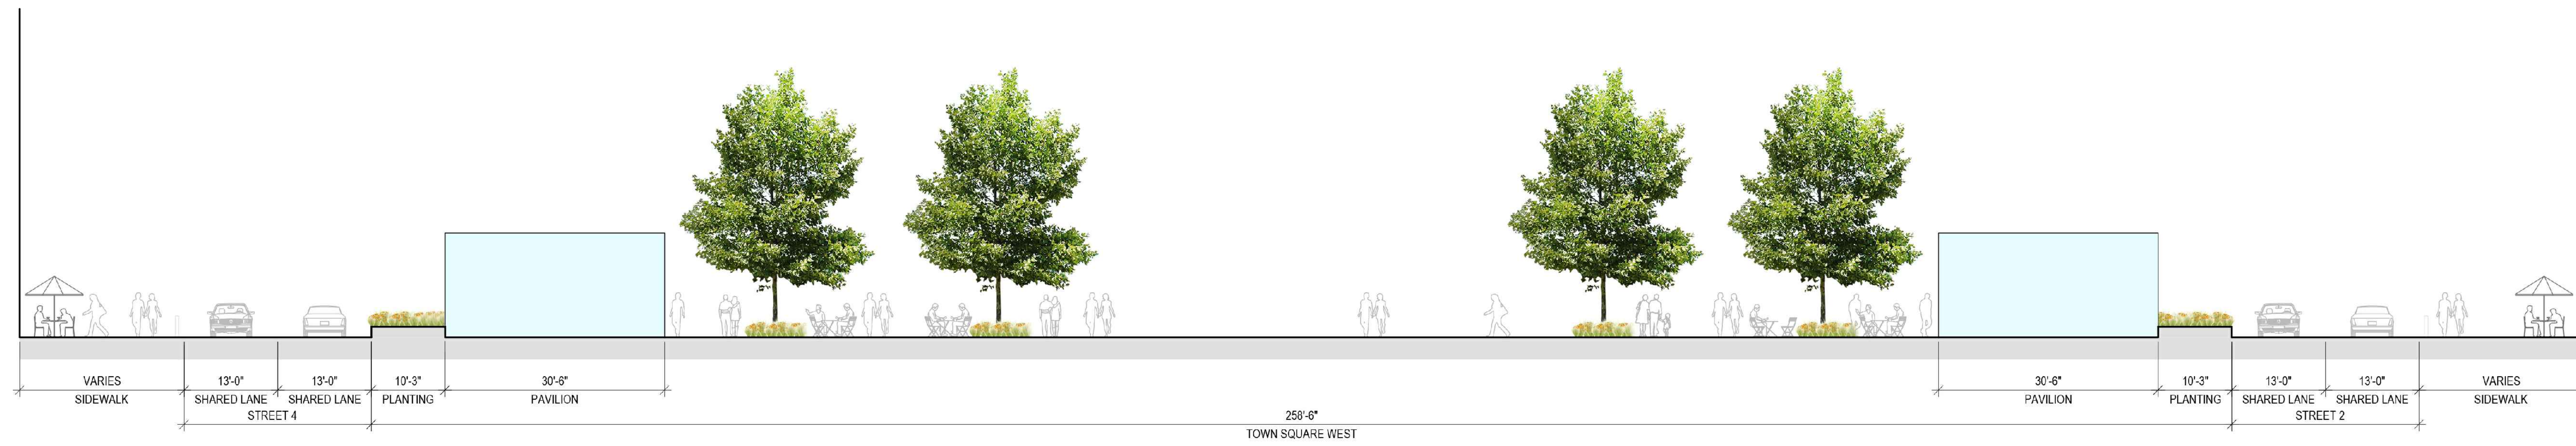 VARIES 13'-0" 13'-0" 10'-3" 30'-6" 30'-6" 10'-3" 13'-0" 13'-0" VARIES
SIDEWALK SHARED LANE SHARED LANE PLANTING PAVILION PAVILION PLANTING SHARED LANE SHARED LANE SIDEWALK
STREET 4 258'-6" STREET 2
TOWN SQUARE WEST